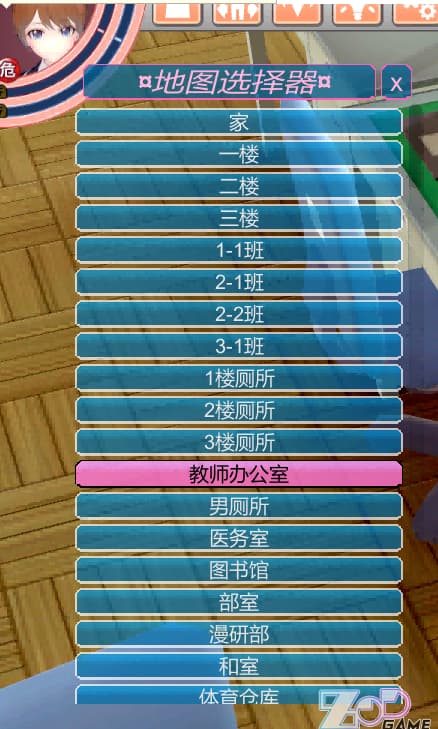 危
¤地图选择器¤ x
家
一楼
二楼
三楼
1-1班
2-1班
2-2班
3-1班
1楼厕所
2楼厕所
3楼厕所
教师办公室
男厕所
医务室
图书馆
部室
漫研部
和室
体育仓库
ZOD GAME